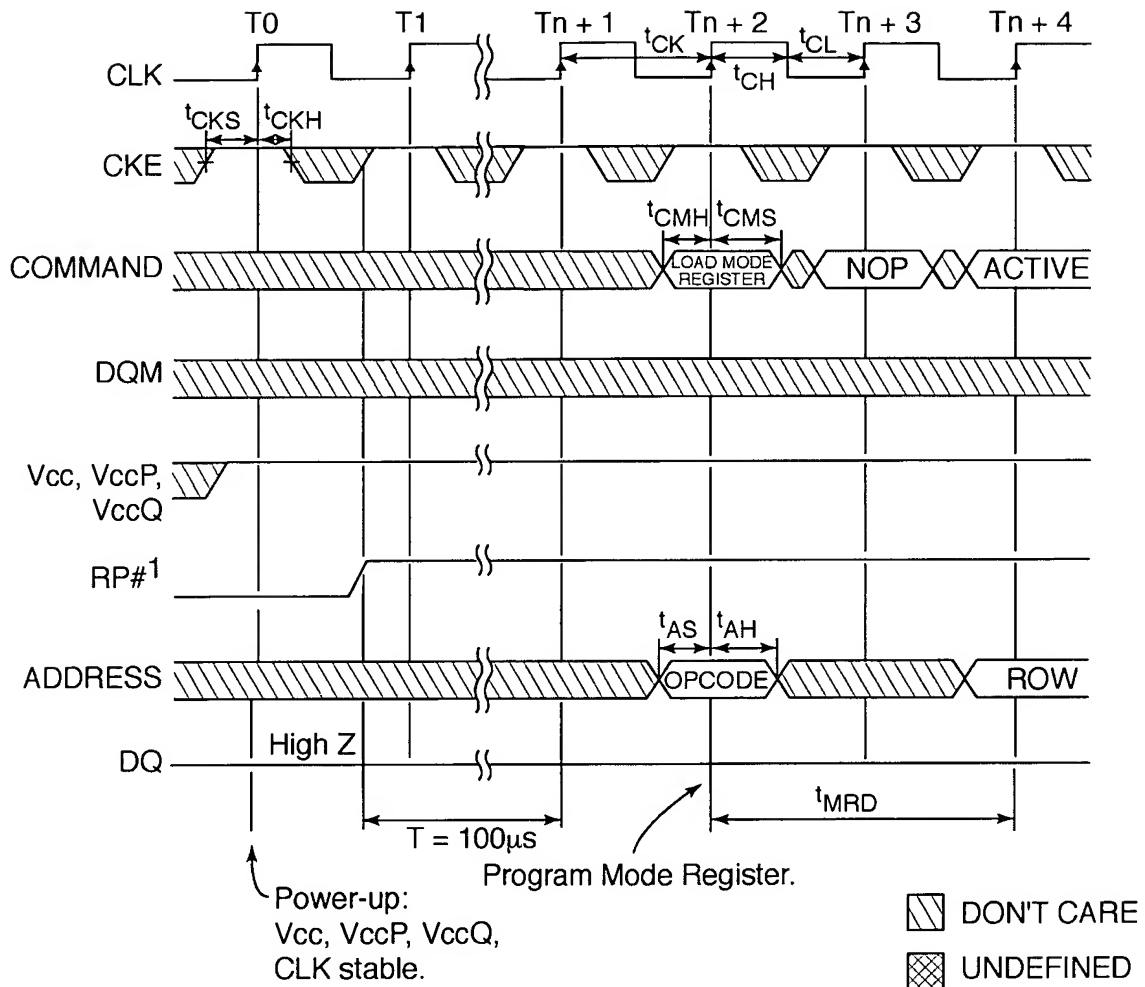 T0 T1 Tn + 1 Tn + 2 Tn + 3 Tn + 4
tCK tCL
CLK
tCH
tCKS tCKH
CKE
tCMH tCMS
COMMAND LOAD MODE REGISTER NOP ACTIVE
DQM
Vcc, VccP,
VccQ
RP#1
tAS tAH
ADDRESS OPCODE ROW
High Z
DQ
tMRD
T = 100µs
Program Mode Register.
Power-up:
Vcc, VccP, VccQ,
CLK stable.
DON'T CARE
UNDEFINED